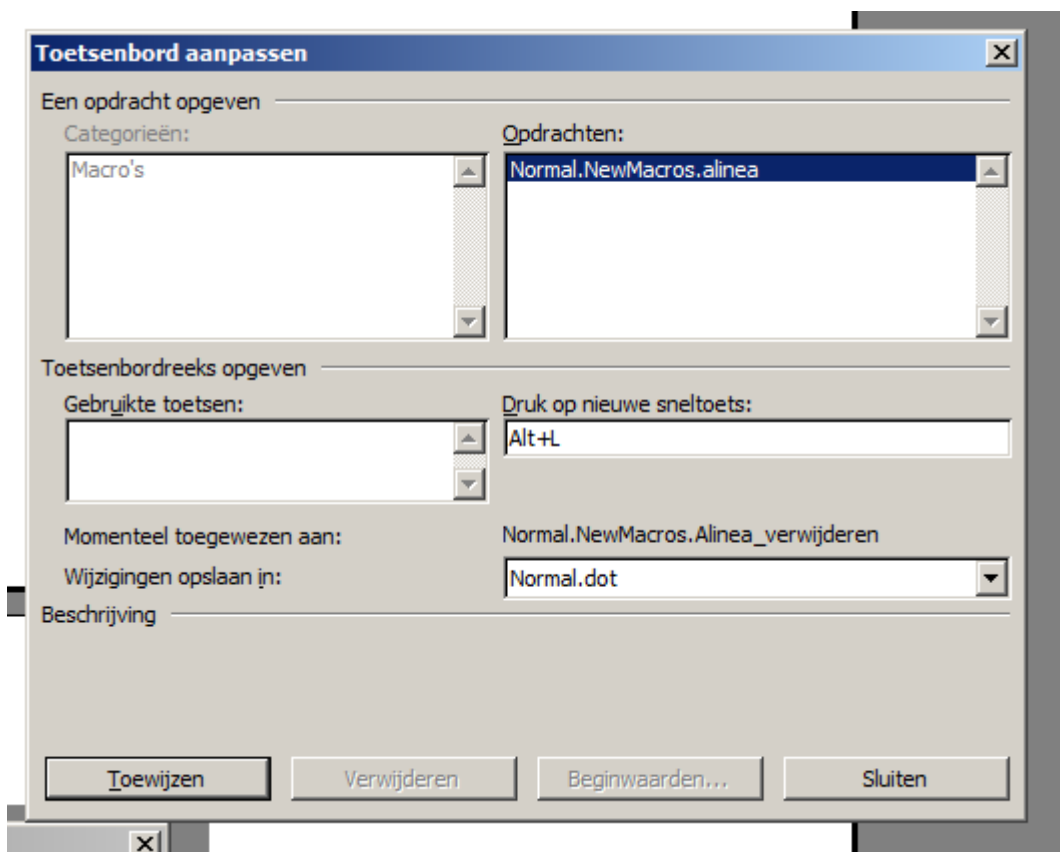 Toetsenbord aanpassen
Een opdracht opgeven
Categorieën:
Opdrachten:
Macro's
Normal.NewMacros.alinea
Toetsenbordreeks opgeven
Gebruikte toetsen:
Druk op nieuwe sneltoets:
Alt+L
Momenteel toegewezen aan:
Normal.NewMacros.Alinea_verwijderen
Wijzigingen opslaan in:
Normal.dot
Beschrijving
Toewijzen
Verwijderen
Beginwaarden...
Sluiten